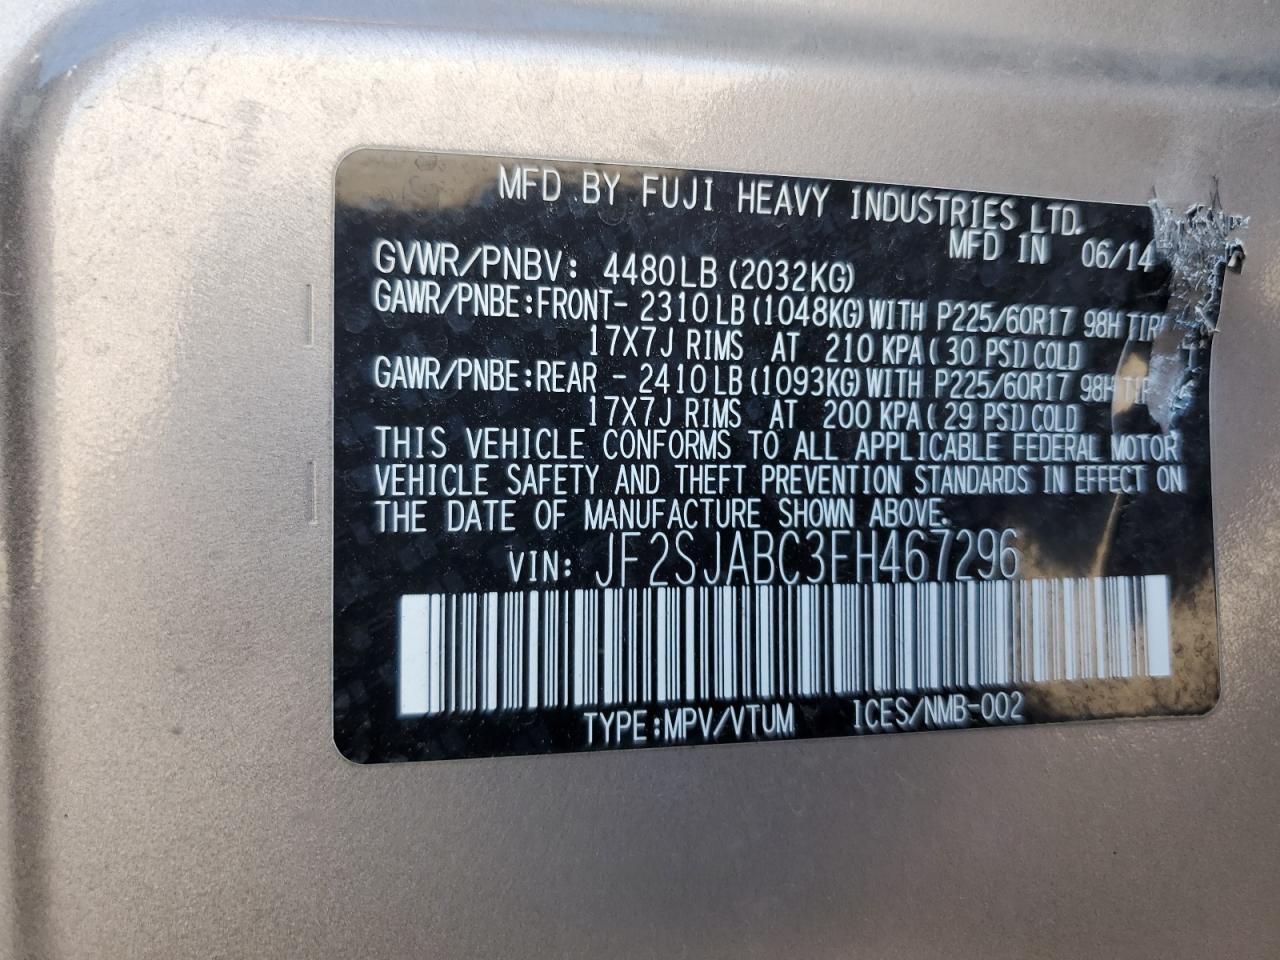 MFD BY FUJI HEAVY INDUSTRIES LTD.
MFD IN 06/14
GVWR/PNBV: 4480LB (2032KG)
GAWR/PNBE:FRONT- 2310LB (1048KG) WITH P225/60R17 98H
17X7J RIMS AT 210 KPA (30 PSI) COLD
GAWR/PNBE:REAR - 2410LB (1093KG) WITH P225/60R17 98H
17X7J RIMS AT 200 KPA (29 PSI) COLD
THIS VEHICLE CONFORMS TO ALL APPLICABLE FEDERAL MOTOR
VEHICLE SAFETY AND THEFT PREVENTION STANDARDS IN EFFECT ON
THE DATE OF MANUFACTURE SHOWN ABOVE.
VIN: JF2SJABC3FH467296
TYPE:MPV/VTUM ICES/NMB-002